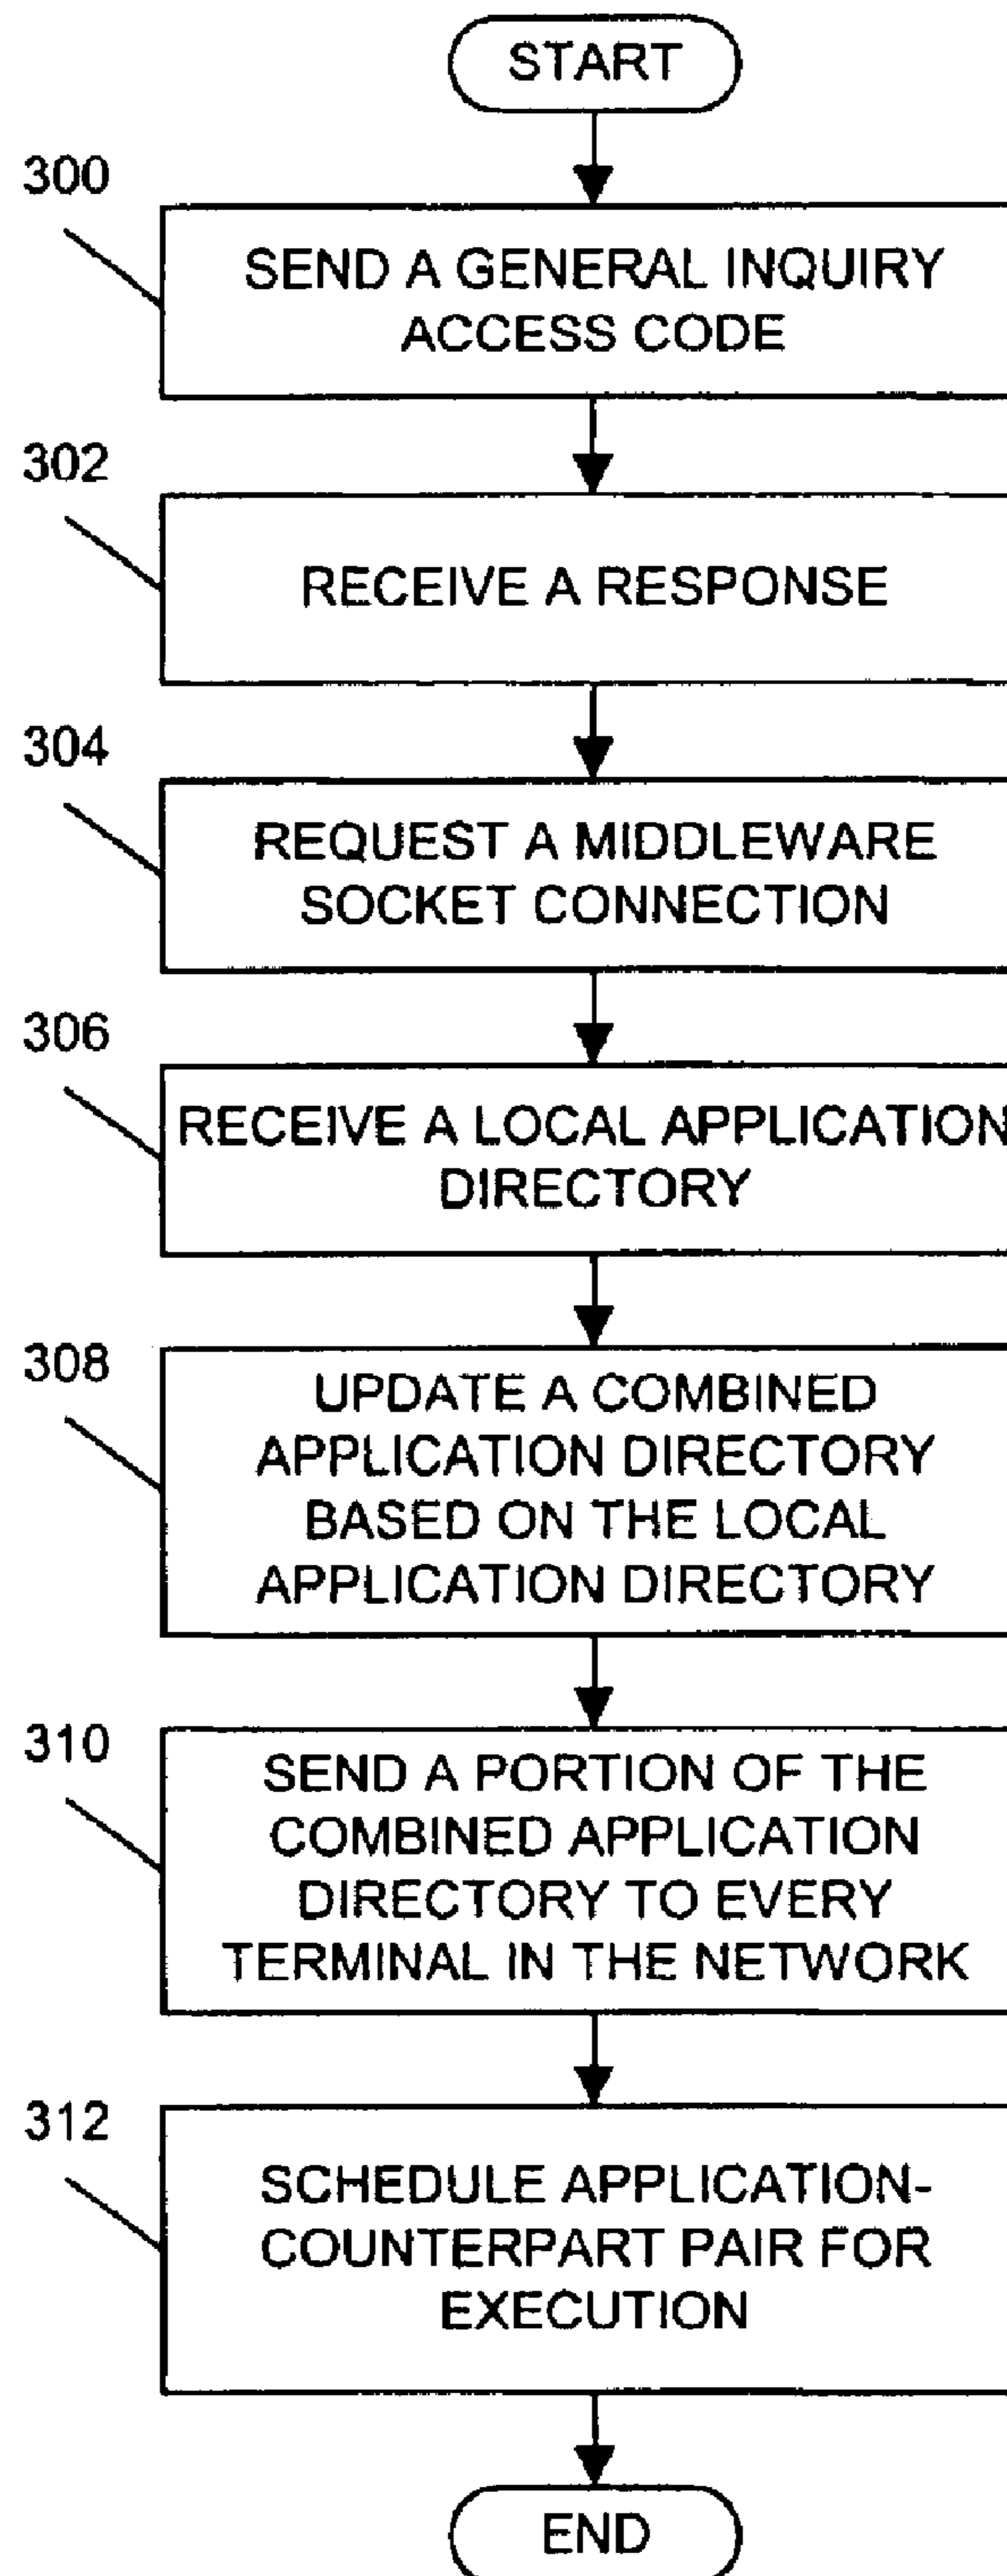 START
300
SEND A GENERAL INQUIRY
ACCESS CODE
302
RECEIVE A RESPONSE
304
REQUEST A MIDDLEWARE
SOCKET CONNECTION
306
RECEIVE A LOCAL APPLICATION
DIRECTORY
308
UPDATE A COMBINED
APPLICATION DIRECTORY
BASED ON THE LOCAL
APPLICATION DIRECTORY
310
SEND A PORTION OF THE
COMBINED APPLICATION
DIRECTORY TO EVERY
TERMINAL IN THE NETWORK
312
SCHEDULE APPLICATION-
COUNTERPART PAIR FOR
EXECUTION
END